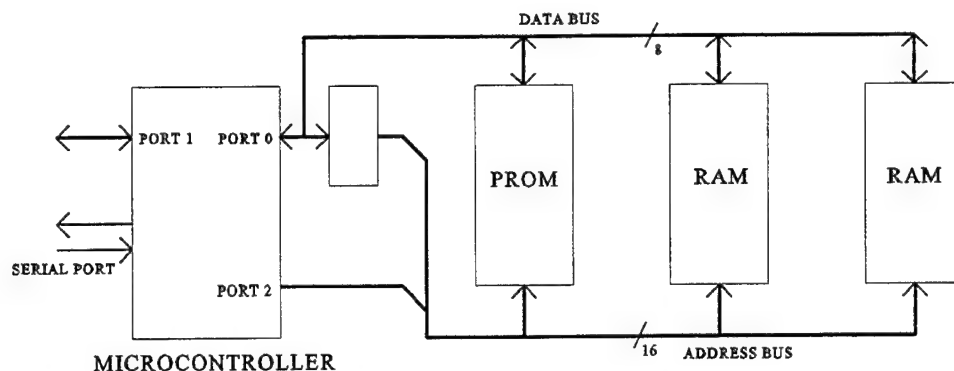 DATA BUS
8
PORT 1
PORT 0
PROM
RAM
RAM
SERIAL PORT
PORT 2
16
ADDRESS BUS
MICROCONTROLLER